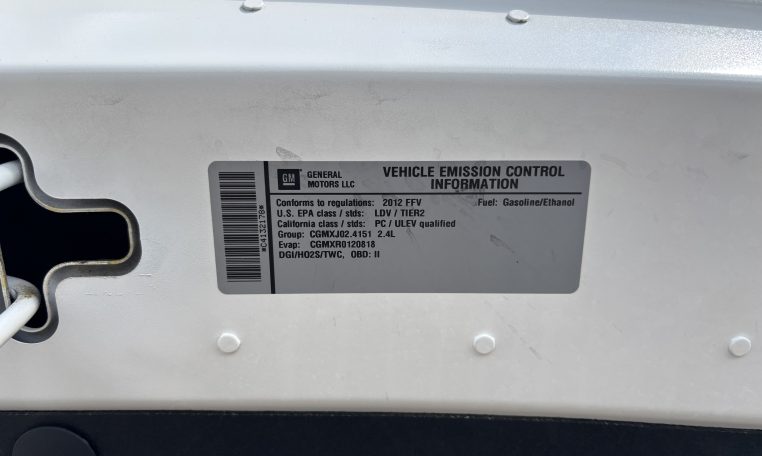 *C4132178*
GM
GENERAL
MOTORS LLC
VEHICLE EMISSION CONTROL
INFORMATION
Conforms to regulations: 2012 FFV Fuel: Gasoline/Ethanol
U.S. EPA class / stds: LDV / TIER2
California class / stds: PC / ULEV qualified
Group: CGMXJ02.4151 2.4L
Evap: CGMXR0120818
DGI/HO2S/TWC, OBD: II